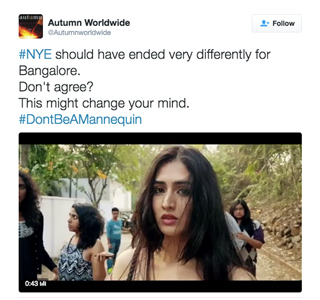 autumn
Autumn Worldwide
@Autumnworldwide
Follow
#NYE should have ended very differently for
Bangalore.
Don't agree?
This might change your mind.
#DontBeAMannequin
0:43